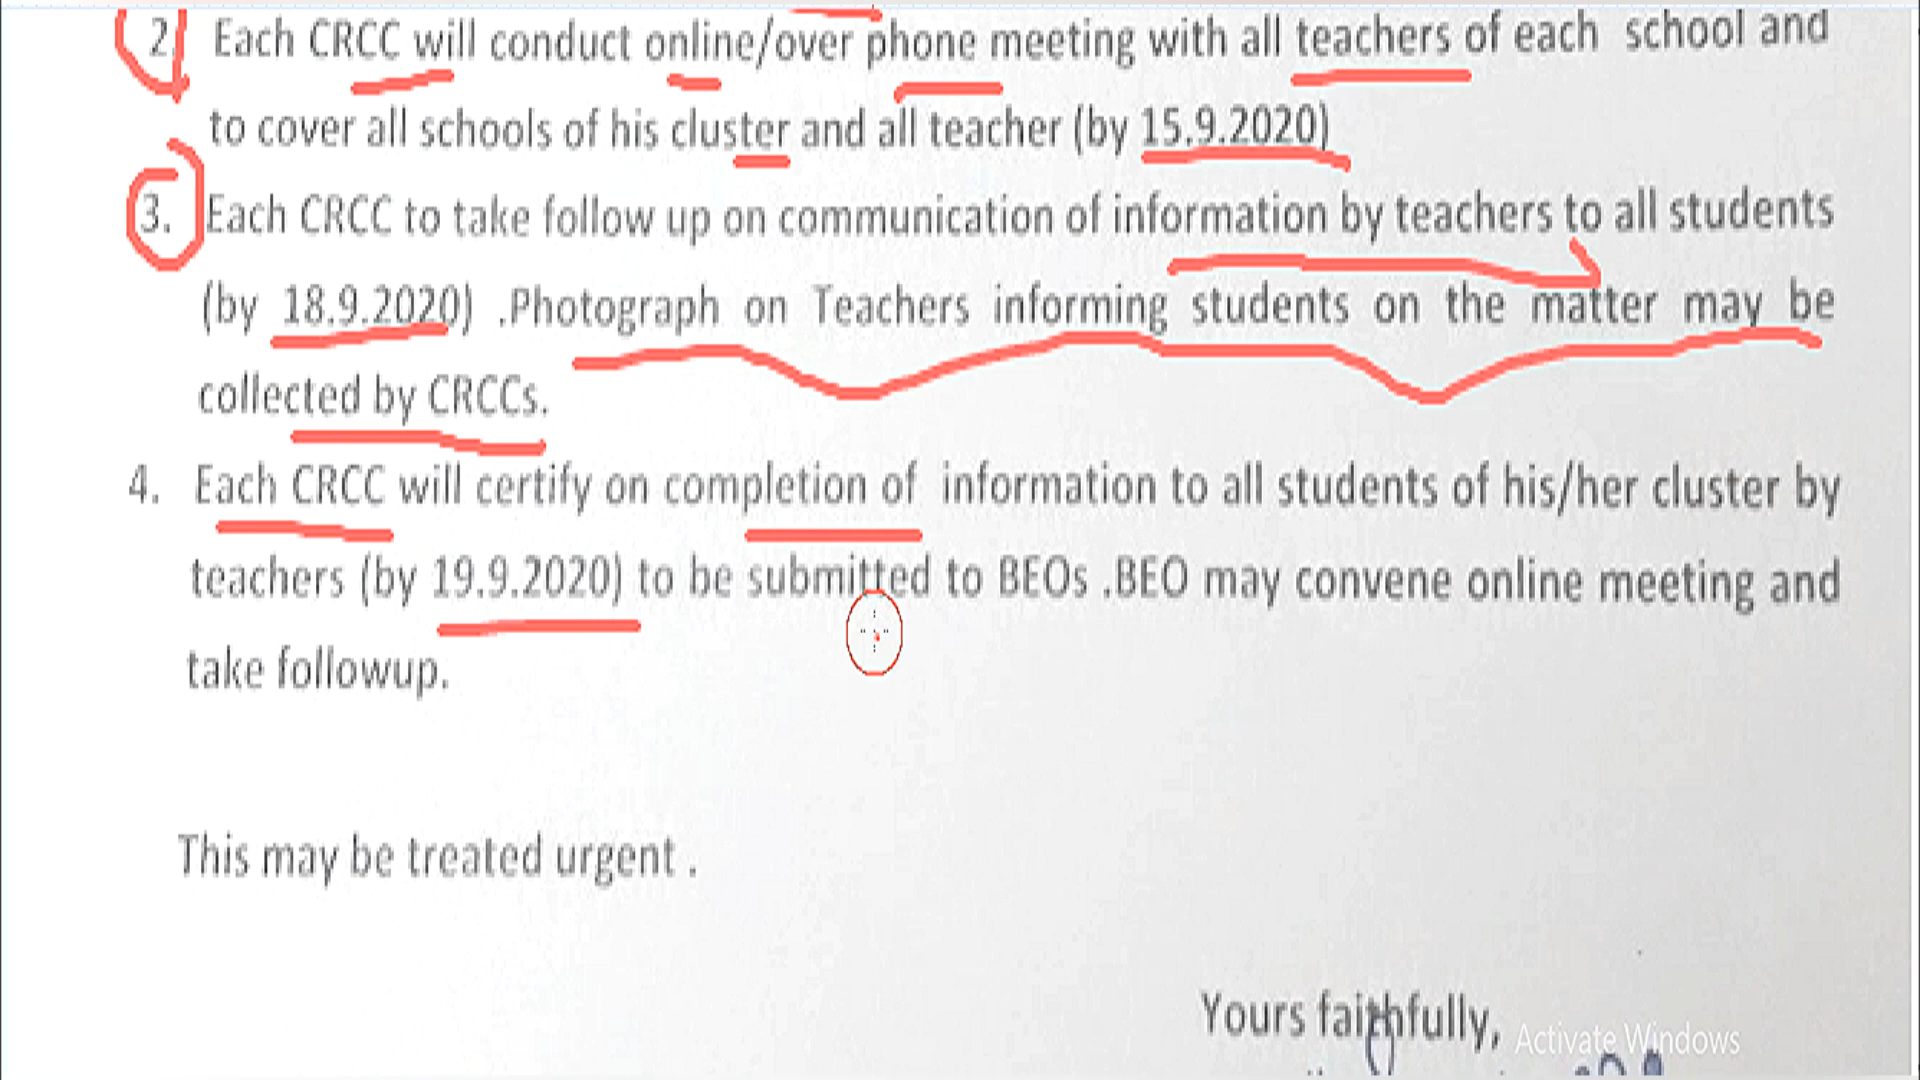 2. Each CRCC will conduct online/over phone meeting with all teachers of each school and
to cover all schools of his cluster and all teacher (by 15.9.2020)
3. Each CRCC to take follow up on communication of information by teachers to all students
(by 18.9.2020) .Photograph on Teachers informing students on the matter may be
collected by CRCCs.
4. Each CRCC will certify on completion of information to all students of his/her cluster by
teachers (by 19.9.2020) to be submitted to BEOs .BEO may convene online meeting and
take followup.
This may be treated urgent .
Yours faithfully,
Activate Windows